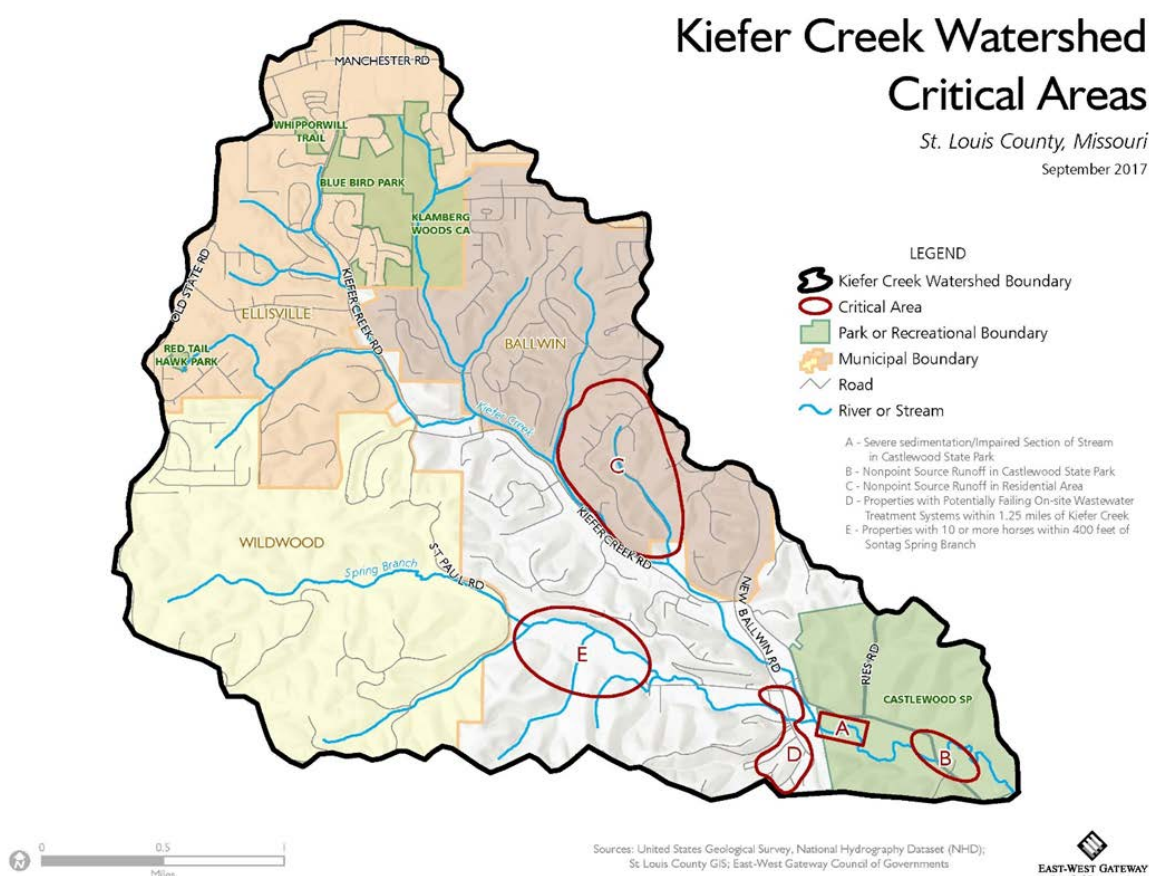 Kiefer Creek Watershed
Critical Areas
St. Louis County, Missouri
September 2017
MANCHESTER RD
WHIPPORWILL
TRAIL
BLUE BIRD PARK
KLAMBERG
WOODS CA
OLD STATE RD
KIEFER CREEK RD
ELLISVILLE
RED TAIL
HAWK PARK
BALLWIN
Kiefer Creek
C
WILDWOOD
Spring Branch
ST PAUL RD
KIEFER CREEK RD
NEW BALLWIN RD
E
RIES RD
CASTLEWOOD SP
A
B
D
LEGEND
Kiefer Creek Watershed Boundary
Critical Area
Park or Recreational Boundary
Municipal Boundary
Road
River or Stream
A - Severe sedimentation/Impaired Section of Stream
in Castlewood State Park
B - Nonpoint Source Runoff in Castlewood State Park
C - Nonpoint Source Runoff in Residential Area
D - Properties with Potentially Failing On-site Wastewater
Treatment Systems within 1.25 miles of Kiefer Creek
E - Properties with 10 or more horses within 400 feet of
Sontag Spring Branch
N
0 0.5 1
Miles
Sources: United States Geological Survey, National Hydrography Dataset (NHD);
St Louis County GIS; East-West Gateway Council of Governments
EAST-WEST GATEWAY